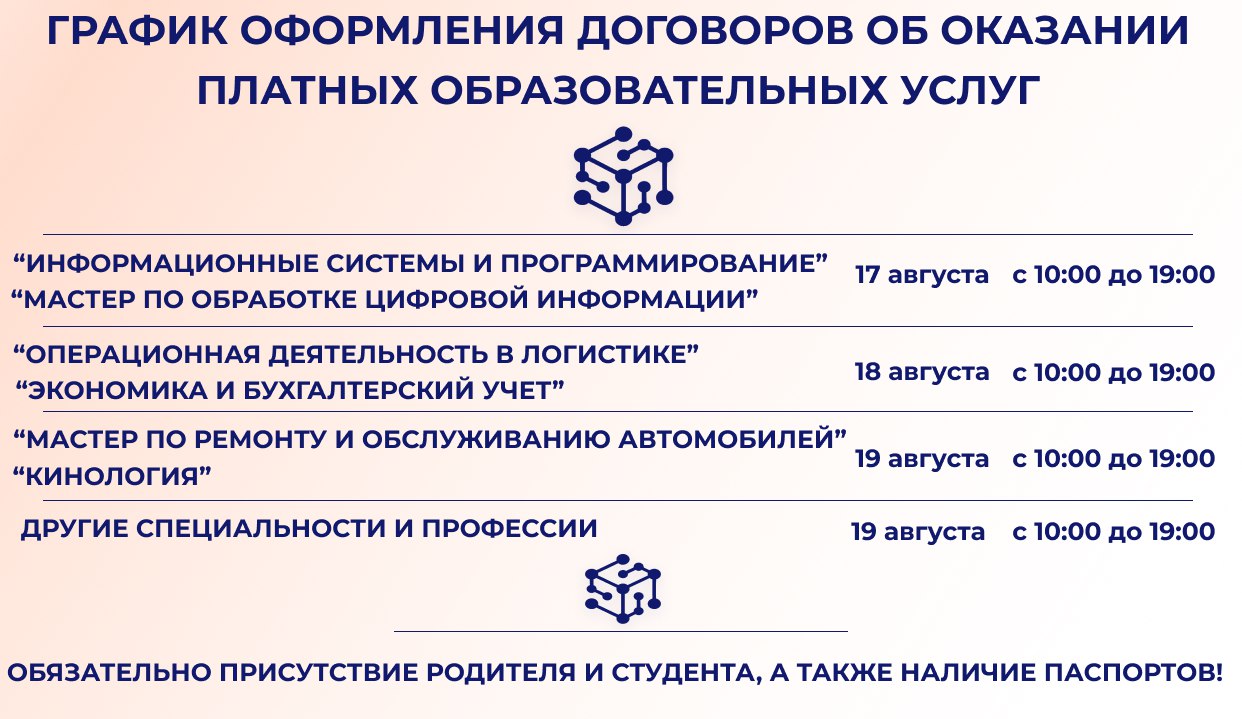 ГРАФИК ОФОРМЛЕНИЯ ДОГОВОРОВ ОБ ОКАЗАНИИ
ПЛАТНЫХ ОБРАЗОВАТЕЛЬНЫХ УСЛУГ
“ИНФОРМАЦИОННЫЕ СИСТЕМЫ И ПРОГРАММИРОВАНИЕ”
“МАСТЕР ПО ОБРАБОТКЕ ЦИФРОВОЙ ИНФОРМАЦИИ”
17 августа с 10:00 до 19:00
“ОПЕРАЦИОННАЯ ДЕЯТЕЛЬНОСТЬ В ЛОГИСТИКЕ”
“ЭКОНОМИКА И БУХГАЛТЕРСКИЙ УЧЕТ”
18 августа с 10:00 до 19:00
“МАСТЕР ПО РЕМОНТУ И ОБСЛУЖИВАНИЮ АВТОМОБИЛЕЙ”
“КИНОЛОГИЯ”
19 августа с 10:00 до 19:00
ДРУГИЕ СПЕЦИАЛЬНОСТИ И ПРОФЕССИИ 19 августа с 10:00 до 19:00
ОБЯЗАТЕЛЬНО ПРИСУТСТВИЕ РОДИТЕЛЯ И СТУДЕНТА, А ТАКЖЕ НАЛИЧИЕ ПАСПОРТОВ!